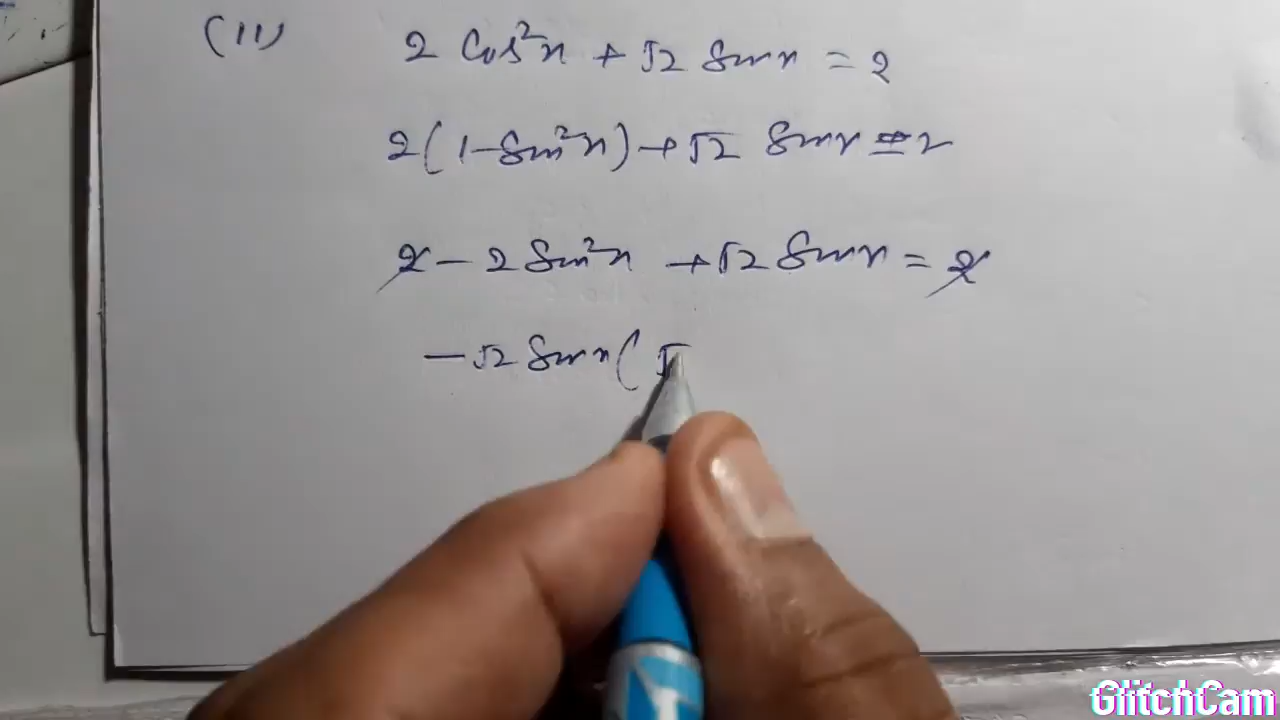 (11) 2 Cos²x + √2 Sinx = 2
2(1-Sin²x) + √2 Sinx = 2
2 - 2 Sin²x + √2 Sinx = 2
- √2 Sinx ( √
GlitchCam